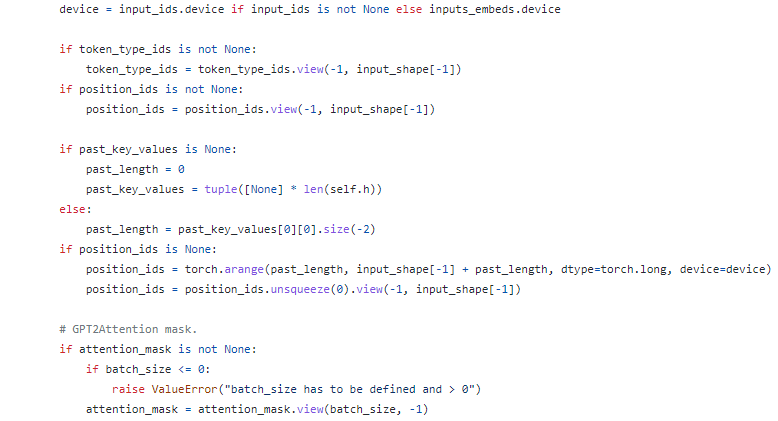 device = input_ids.device if input_ids is not None else inputs_embeds.device
if token_type_ids is not None:
token_type_ids = token_type_ids.view(-1, input_shape[-1])
if position_ids is not None:
position_ids = position_ids.view(-1, input_shape[-1])
if past_key_values is None:
past_length = 0
past_key_values = tuple([None] * len(self.h))
else:
past_length = past_key_values[0][0].size(-2)
if position_ids is None:
position_ids = torch.arange(past_length, input_shape[-1] + past_length, dtype=torch.long, device=device)
position_ids = position_ids.unsqueeze(0).view(-1, input_shape[-1])
# GPT2Attention mask.
if attention_mask is not None:
if batch_size <= 0:
raise ValueError("batch_size has to be defined and > 0")
attention_mask = attention_mask.view(batch_size, -1)